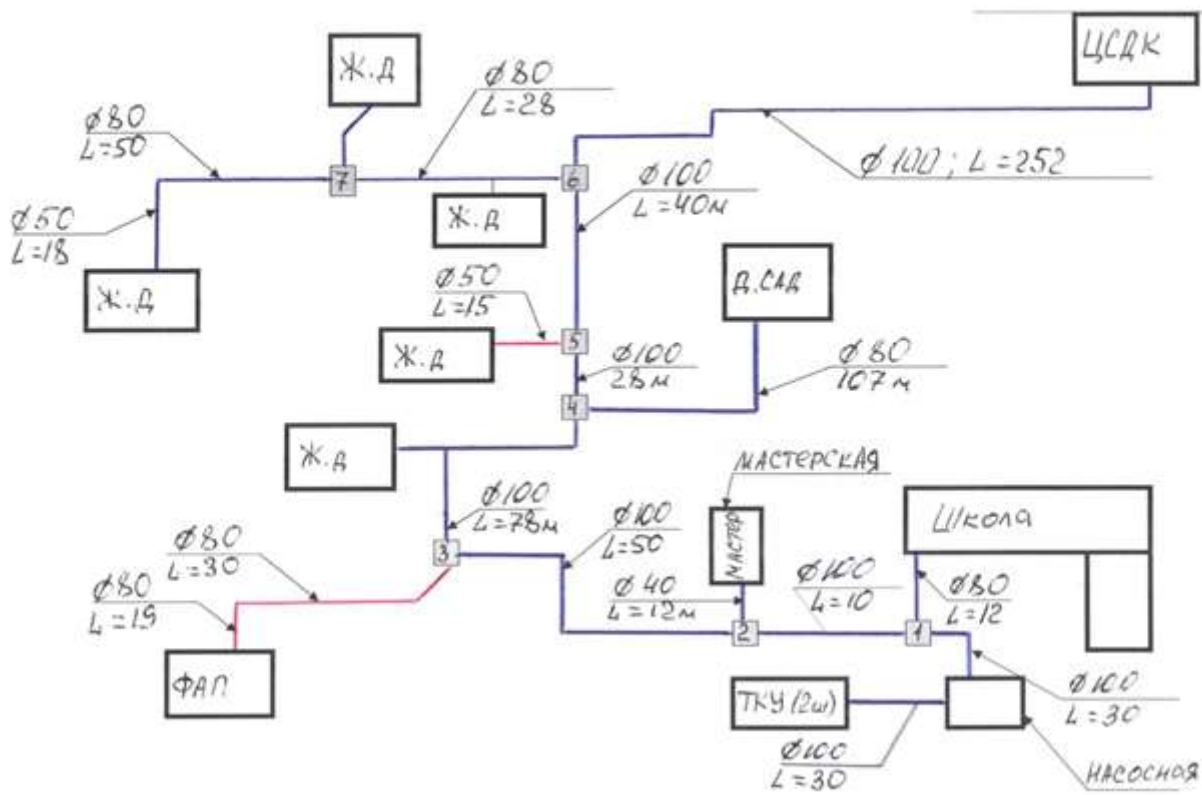 ЦСДК
Ж.Д
ø80
L=28
ø80
L=50
ø100 ; L=252
7
6
ø100
L=40м
ø50
L=18
Ж.Д
Ж.Д
ø50
L=15
Д.САД
Ж.Д
5
ø100
28м
ø80
107 м
4
Ж.Д
МАСТЕРСКАЯ
ø100
L=78м
ø100
L=50
МАСТЕР
Школа
ø80
L=30
3
ø40
L=12м
ø100
L=10
ø80
L=12
ø80
L=19
2
1
ФАП
ТКУ (2ш)
ø100
L=30
ø100
L=30
НАСОСНАЯ